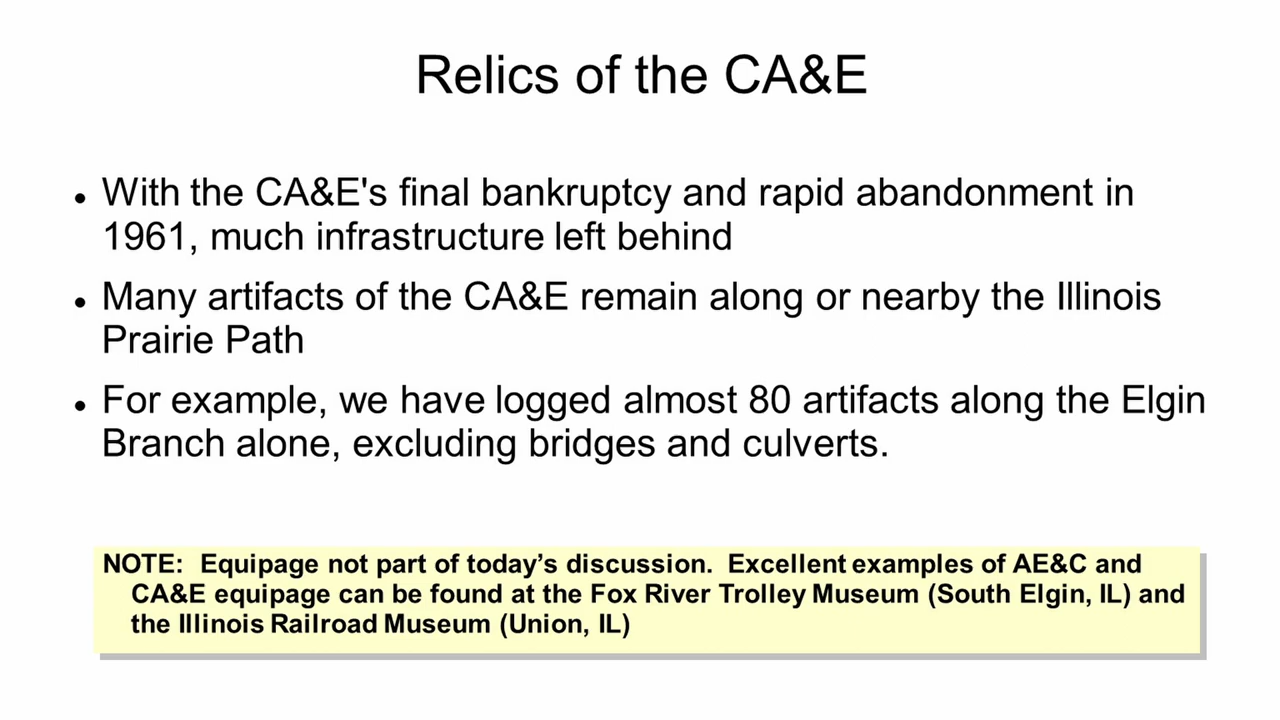 Relics of the CA&E
• With the CA&E's final bankruptcy and rapid abandonment in
1961, much infrastructure left behind
• Many artifacts of the CA&E remain along or nearby the Illinois
Prairie Path
• For example, we have logged almost 80 artifacts along the Elgin
Branch alone, excluding bridges and culverts.
NOTE:  Equipage not part of today’s discussion.  Excellent examples of AE&C and
CA&E equipage can be found at the Fox River Trolley Museum (South Elgin, IL) and
the Illinois Railroad Museum (Union, IL)